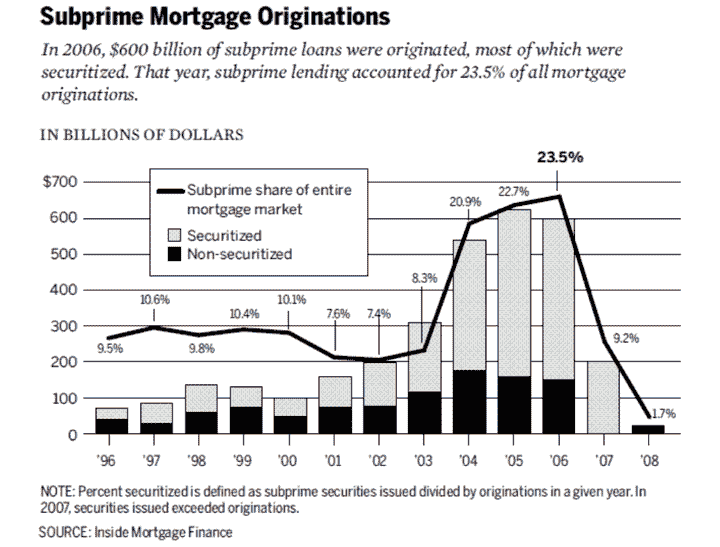 Subprime Mortgage Originations
In 2006, $600 billion of subprime loans were originated, most of which were
securitized. That year, subprime lending accounted for 23.5% of all mortgage
originations.
IN BILLIONS OF DOLLARS
23.5%
$700
600
500
400
300
200
100
0
Subprime share of entire
mortgage market
Securitized
Non-securitized
9.5%
10.6%
9.8%
10.4%
10.1%
7.6%
7.4%
8.3%
20.9%
22.7%
9.2%
1.7%
'96 '97 '98 '99 '00 '01 '02 '03 '04 '05 '06 '07 '08
NOTE: Percent securitized is defined as subprime securities issued divided by originations in a given year. In
2007, securities issued exceeded originations.
SOURCE: Inside Mortgage Finance